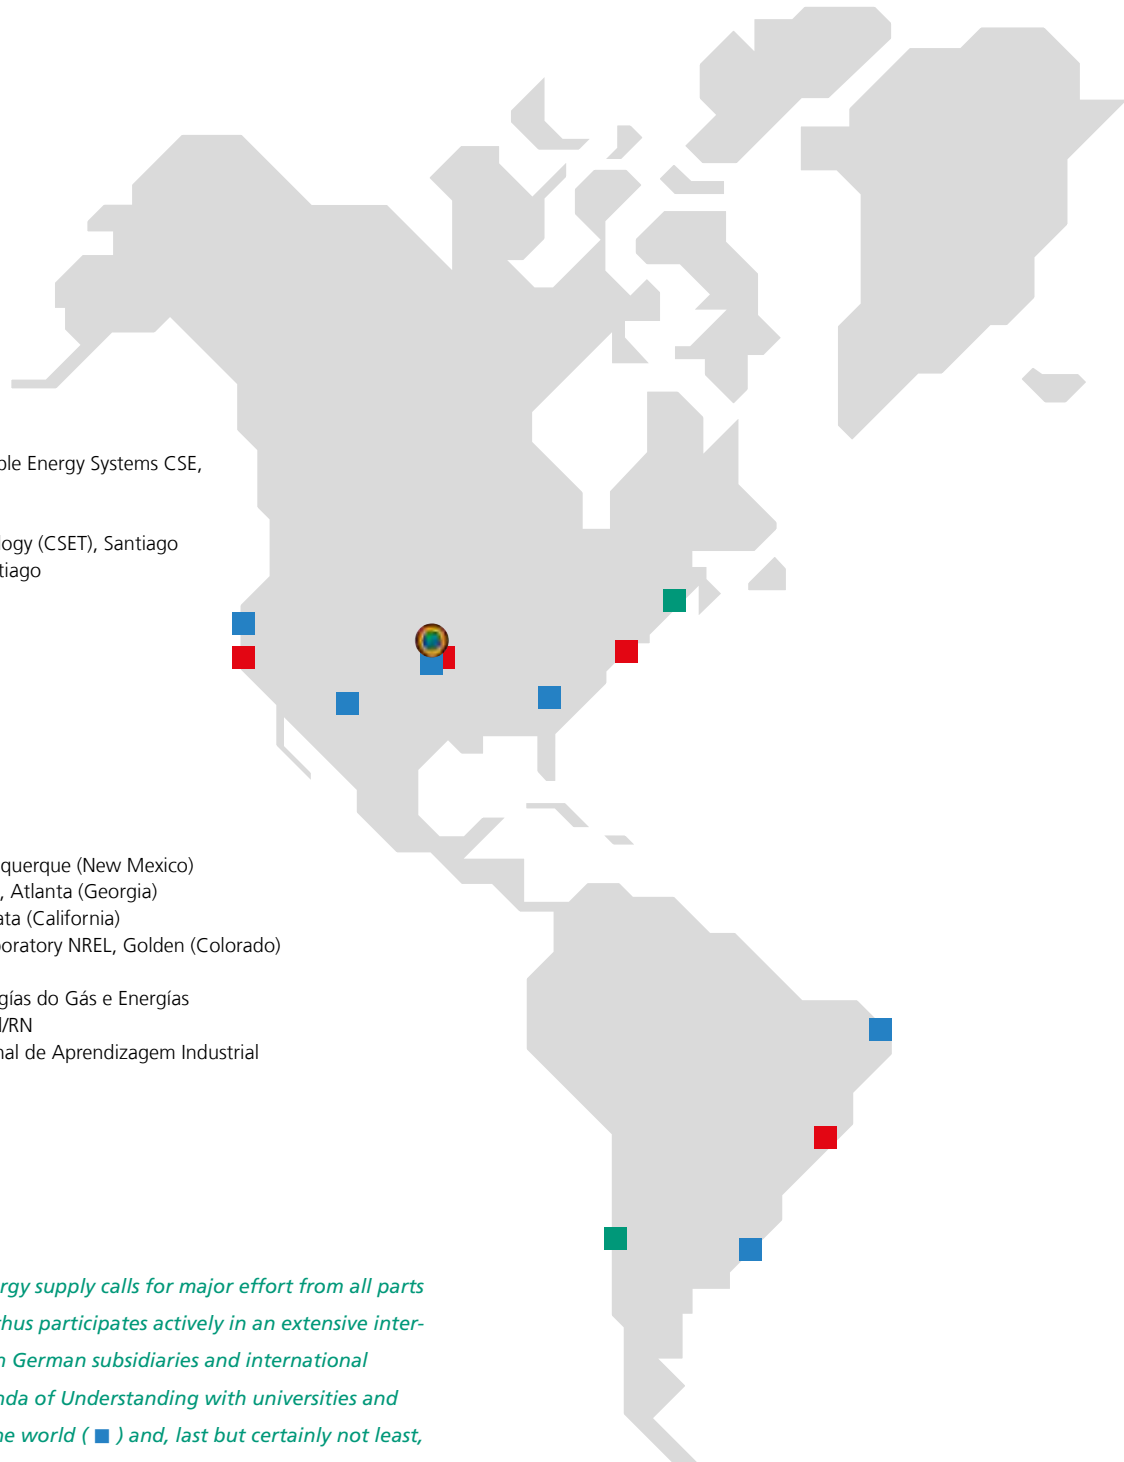 ble Energy Systems CSE,
logy (CSET), Santiago
tiago
querque (New Mexico)
, Atlanta (Georgia)
ata (California)
boratory NREL, Golden (Colorado)
gías do Gás e Energías
l/RN
nal de Aprendizagem Industrial
rgy supply calls for major effort from all parts
thus participates actively in an extensive inter-
n German subsidiaries and international
nda of Understanding with universities and
he world ( ■ ) and, last but certainly not least,